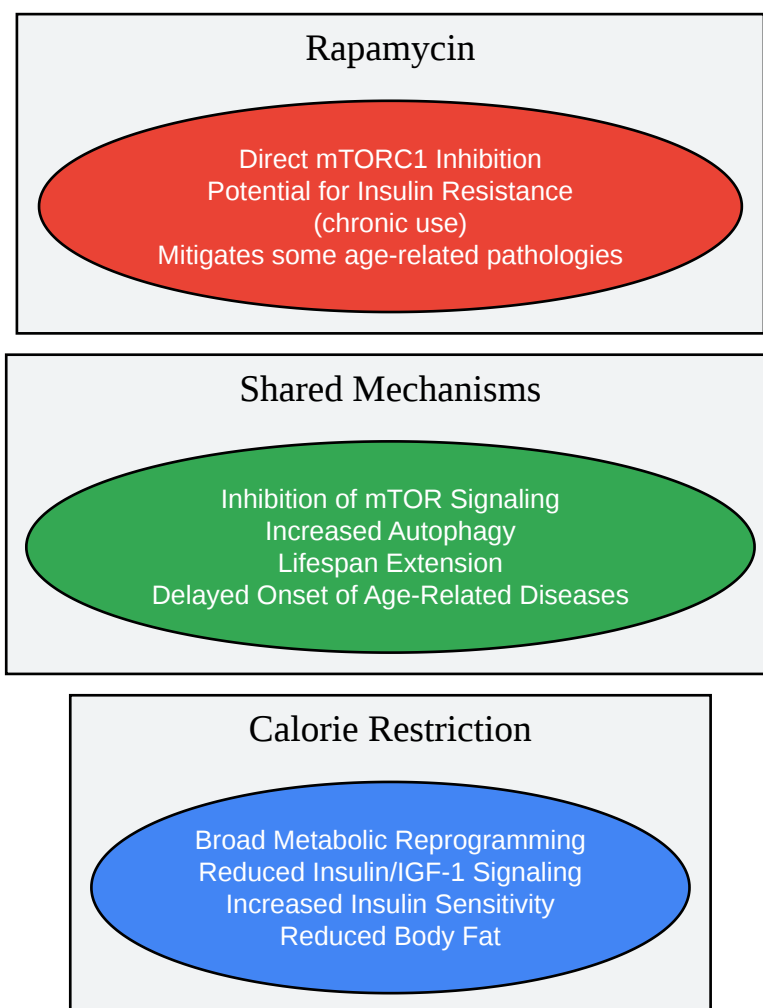 Rapamycin
Direct mTORC1 Inhibition
Potential for Insulin Resistance
(chronic use)
Mitigates some age-related pathologies
Shared Mechanisms
Inhibition of mTOR Signaling
Increased Autophagy
Lifespan Extension
Delayed Onset of Age-Related Diseases
Calorie Restriction
Broad Metabolic Reprogramming
Reduced Insulin/IGF-1 Signaling
Increased Insulin Sensitivity
Reduced Body Fat